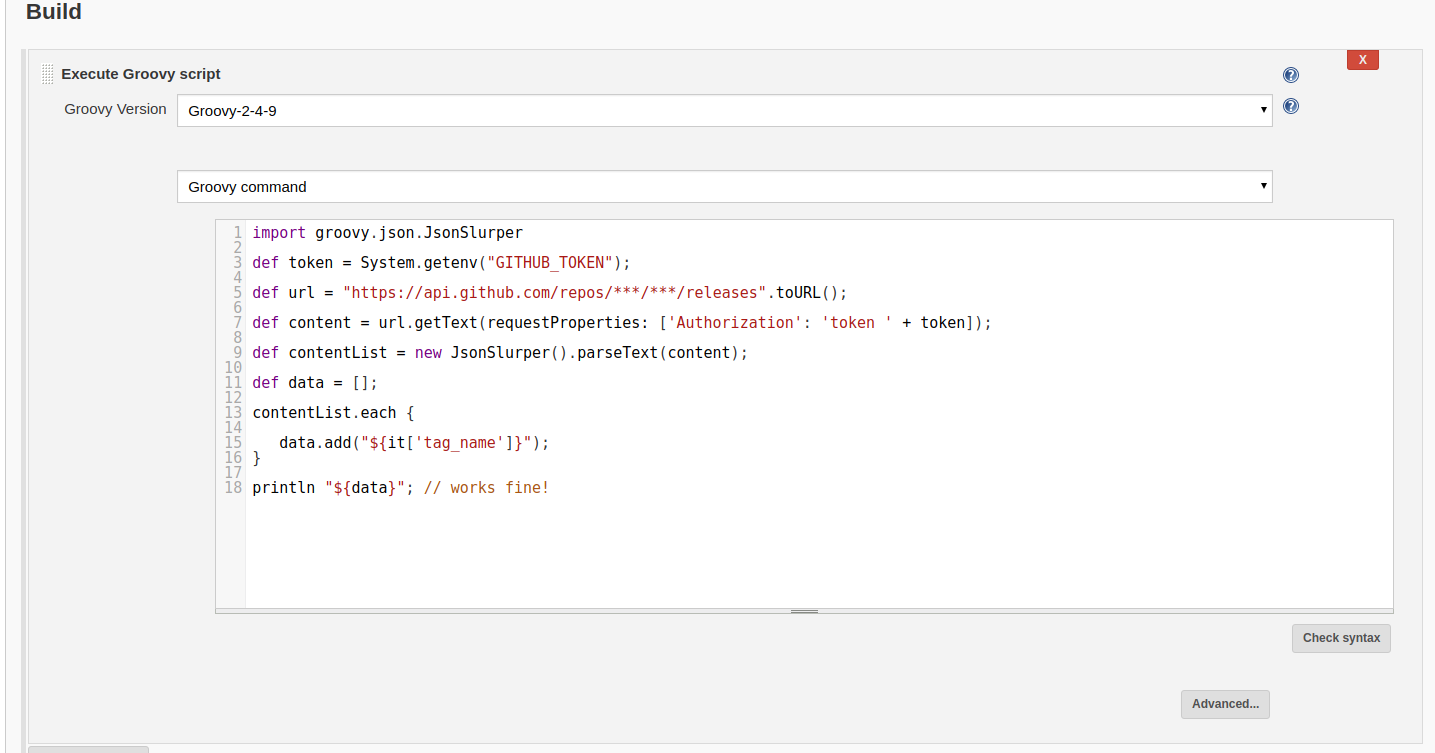 Build
X
Execute Groovy script
?
Groovy Version Groovy-2-4-9
?
Groovy command
1 import groovy.json.JsonSlurper
2
3 def token = System.getenv("GITHUB_TOKEN");
4
5 def url = "https://api.github.com/repos/***/***/releases".toURL();
6
7 def content = url.getText(requestProperties: ['Authorization': 'token ' + token]);
8
9 def contentList = new JsonSlurper().parseText(content);
10
11 def data = [];
12
13 contentList.each {
14
15    data.add("${it['tag_name']}");
16 }
17
18 println "${data}"; // works fine!
Check syntax
Advanced...